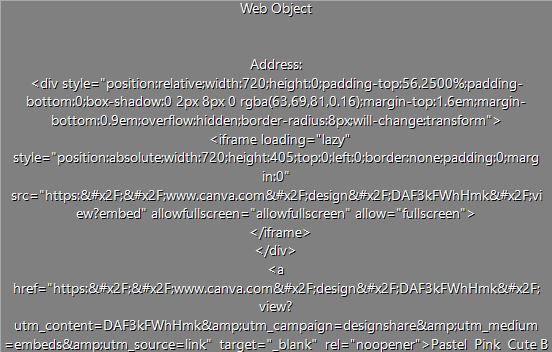 Web Object
Address:
<div style="position:relative;width:720;height:0;padding-top:56.2500%;padding-
bottom:0;box-shadow:0 2px 8px 0 rgba(63,69,81,0.16);margin-top:1.6em;margin-
bottom:0.9em;overflow:hidden;border-radius:8px;will-change:transform">
<iframe loading="lazy"
style="position:absolute;width:720;height:405;top:0;left:0;border:none;padding:0;marg
in:0"
src="https:&#x2F;&#x2F;www.canva.com&#x2F;design&#x2F;DAF3kFWhHmk&#x2F;vi
ew?embed" allowfullscreen="allowfullscreen" allow="fullscreen">
</iframe>
</div>
<a
href="https:&#x2F;&#x2F;www.canva.com&#x2F;design&#x2F;DAF3kFWhHmk&#x2F;
view?
utm_content=DAF3kFWhHmk&amp;utm_campaign=designshare&amp;utm_medium
=embeds&amp;utm_source=link" target="_blank" rel="noopener">Pastel Pink Cute B